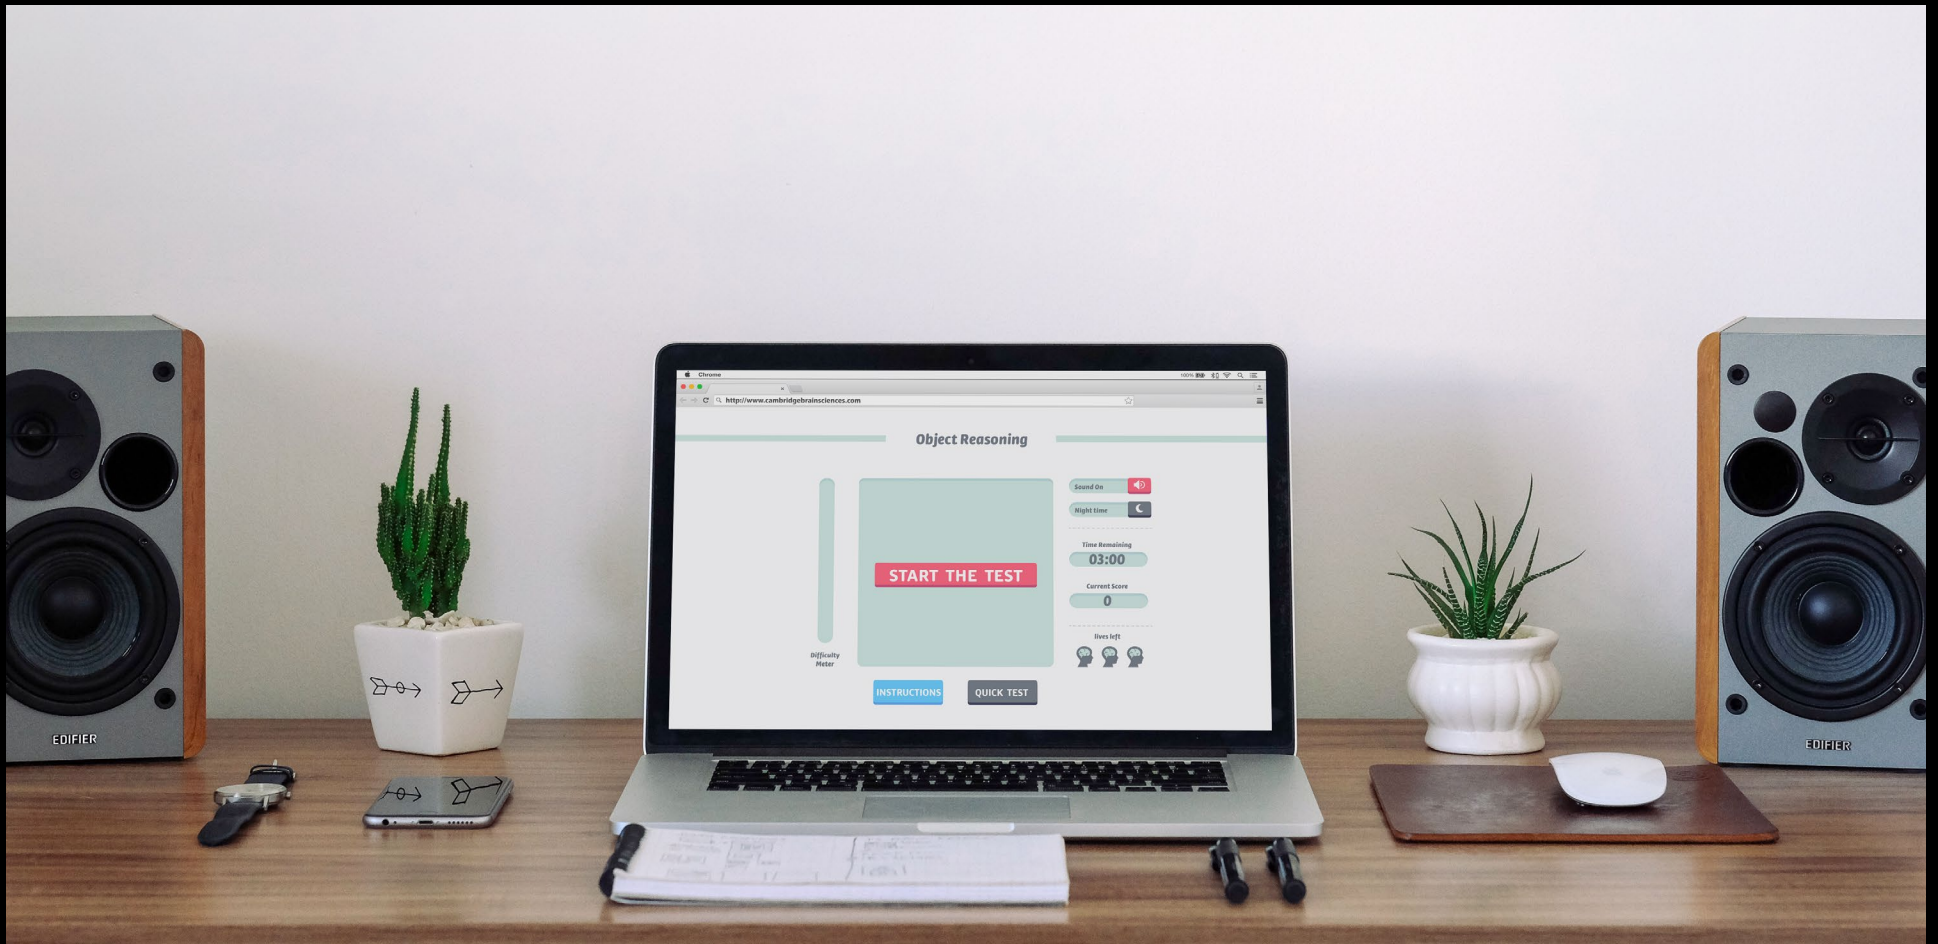 Chrome
100%
http://www.cambridgebrainsciences.com
Object Reasoning
Sound On
Night time
Time Remaining
03:00
START THE TEST
Current Score
0
lives left
Difficulty
Meter
INSTRUCTIONS
QUICK TEST
EDIFIER
EDIFIER